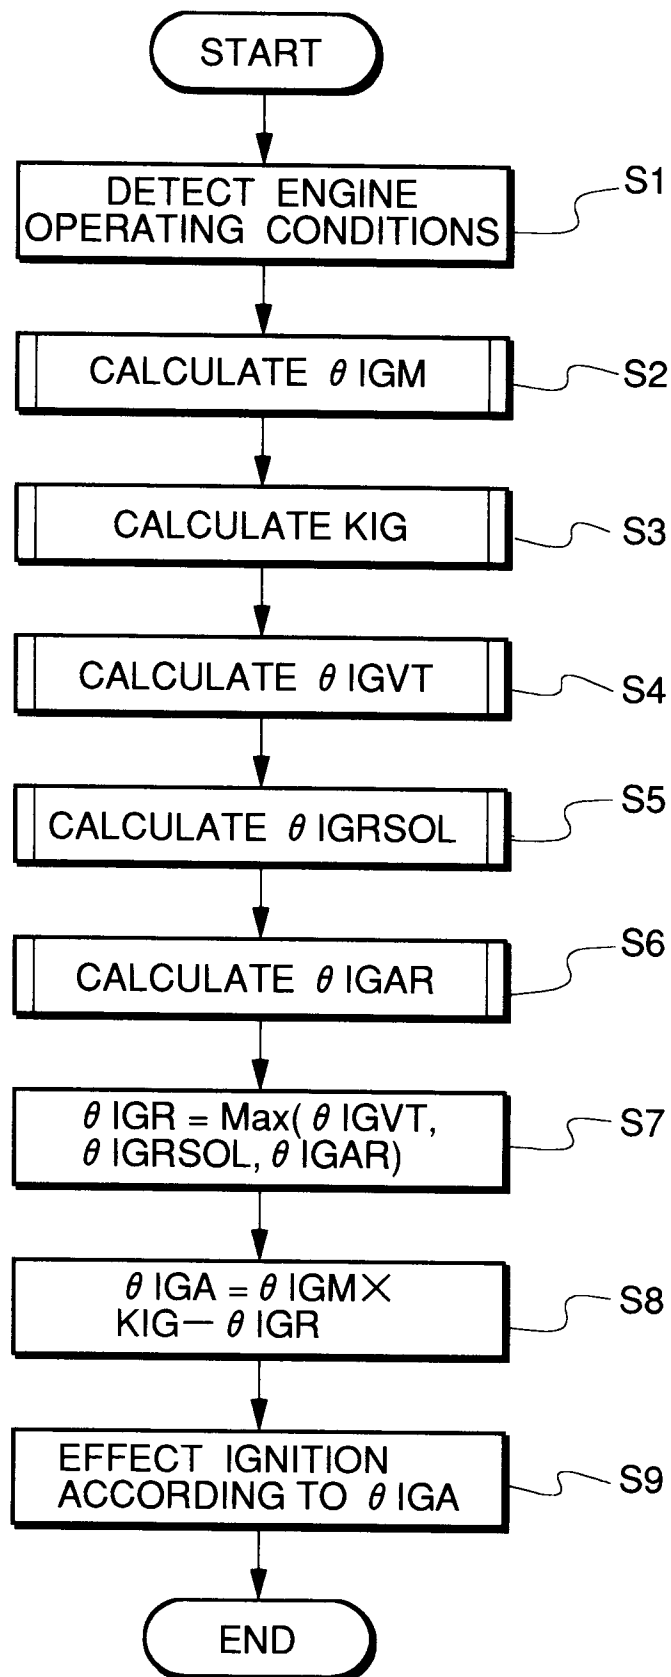 START
DETECT ENGINE
OPERATING CONDITIONS
S1
CALCULATE θ IGM
S2
CALCULATE KIG
S3
CALCULATE θ IGVT
S4
CALCULATE θ IGRSOL
S5
CALCULATE θ IGAR
S6
θ IGR = Max( θ IGVT,
θ IGRSOL, θ IGAR)
S7
θ IGA = θ IGM×
KIG− θ IGR
S8
EFFECT IGNITION
ACCORDING TO θ IGA
S9
END